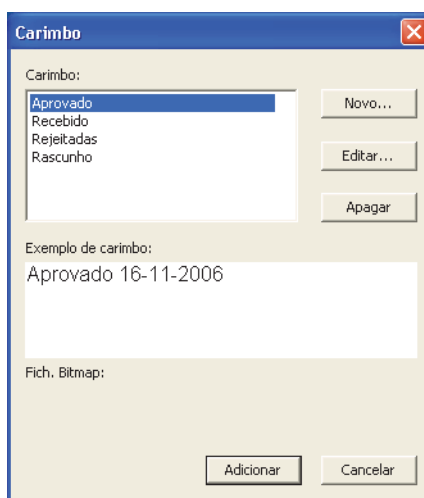 Carimbo
Carimbo:
Aprovado
Recebido
Rejeitadas
Rascunho
Novo...
Editar...
Apagar
Exemplo de carimbo:
Aprovado 16-11-2006
Fich. Bitmap:
Adicionar
Cancelar